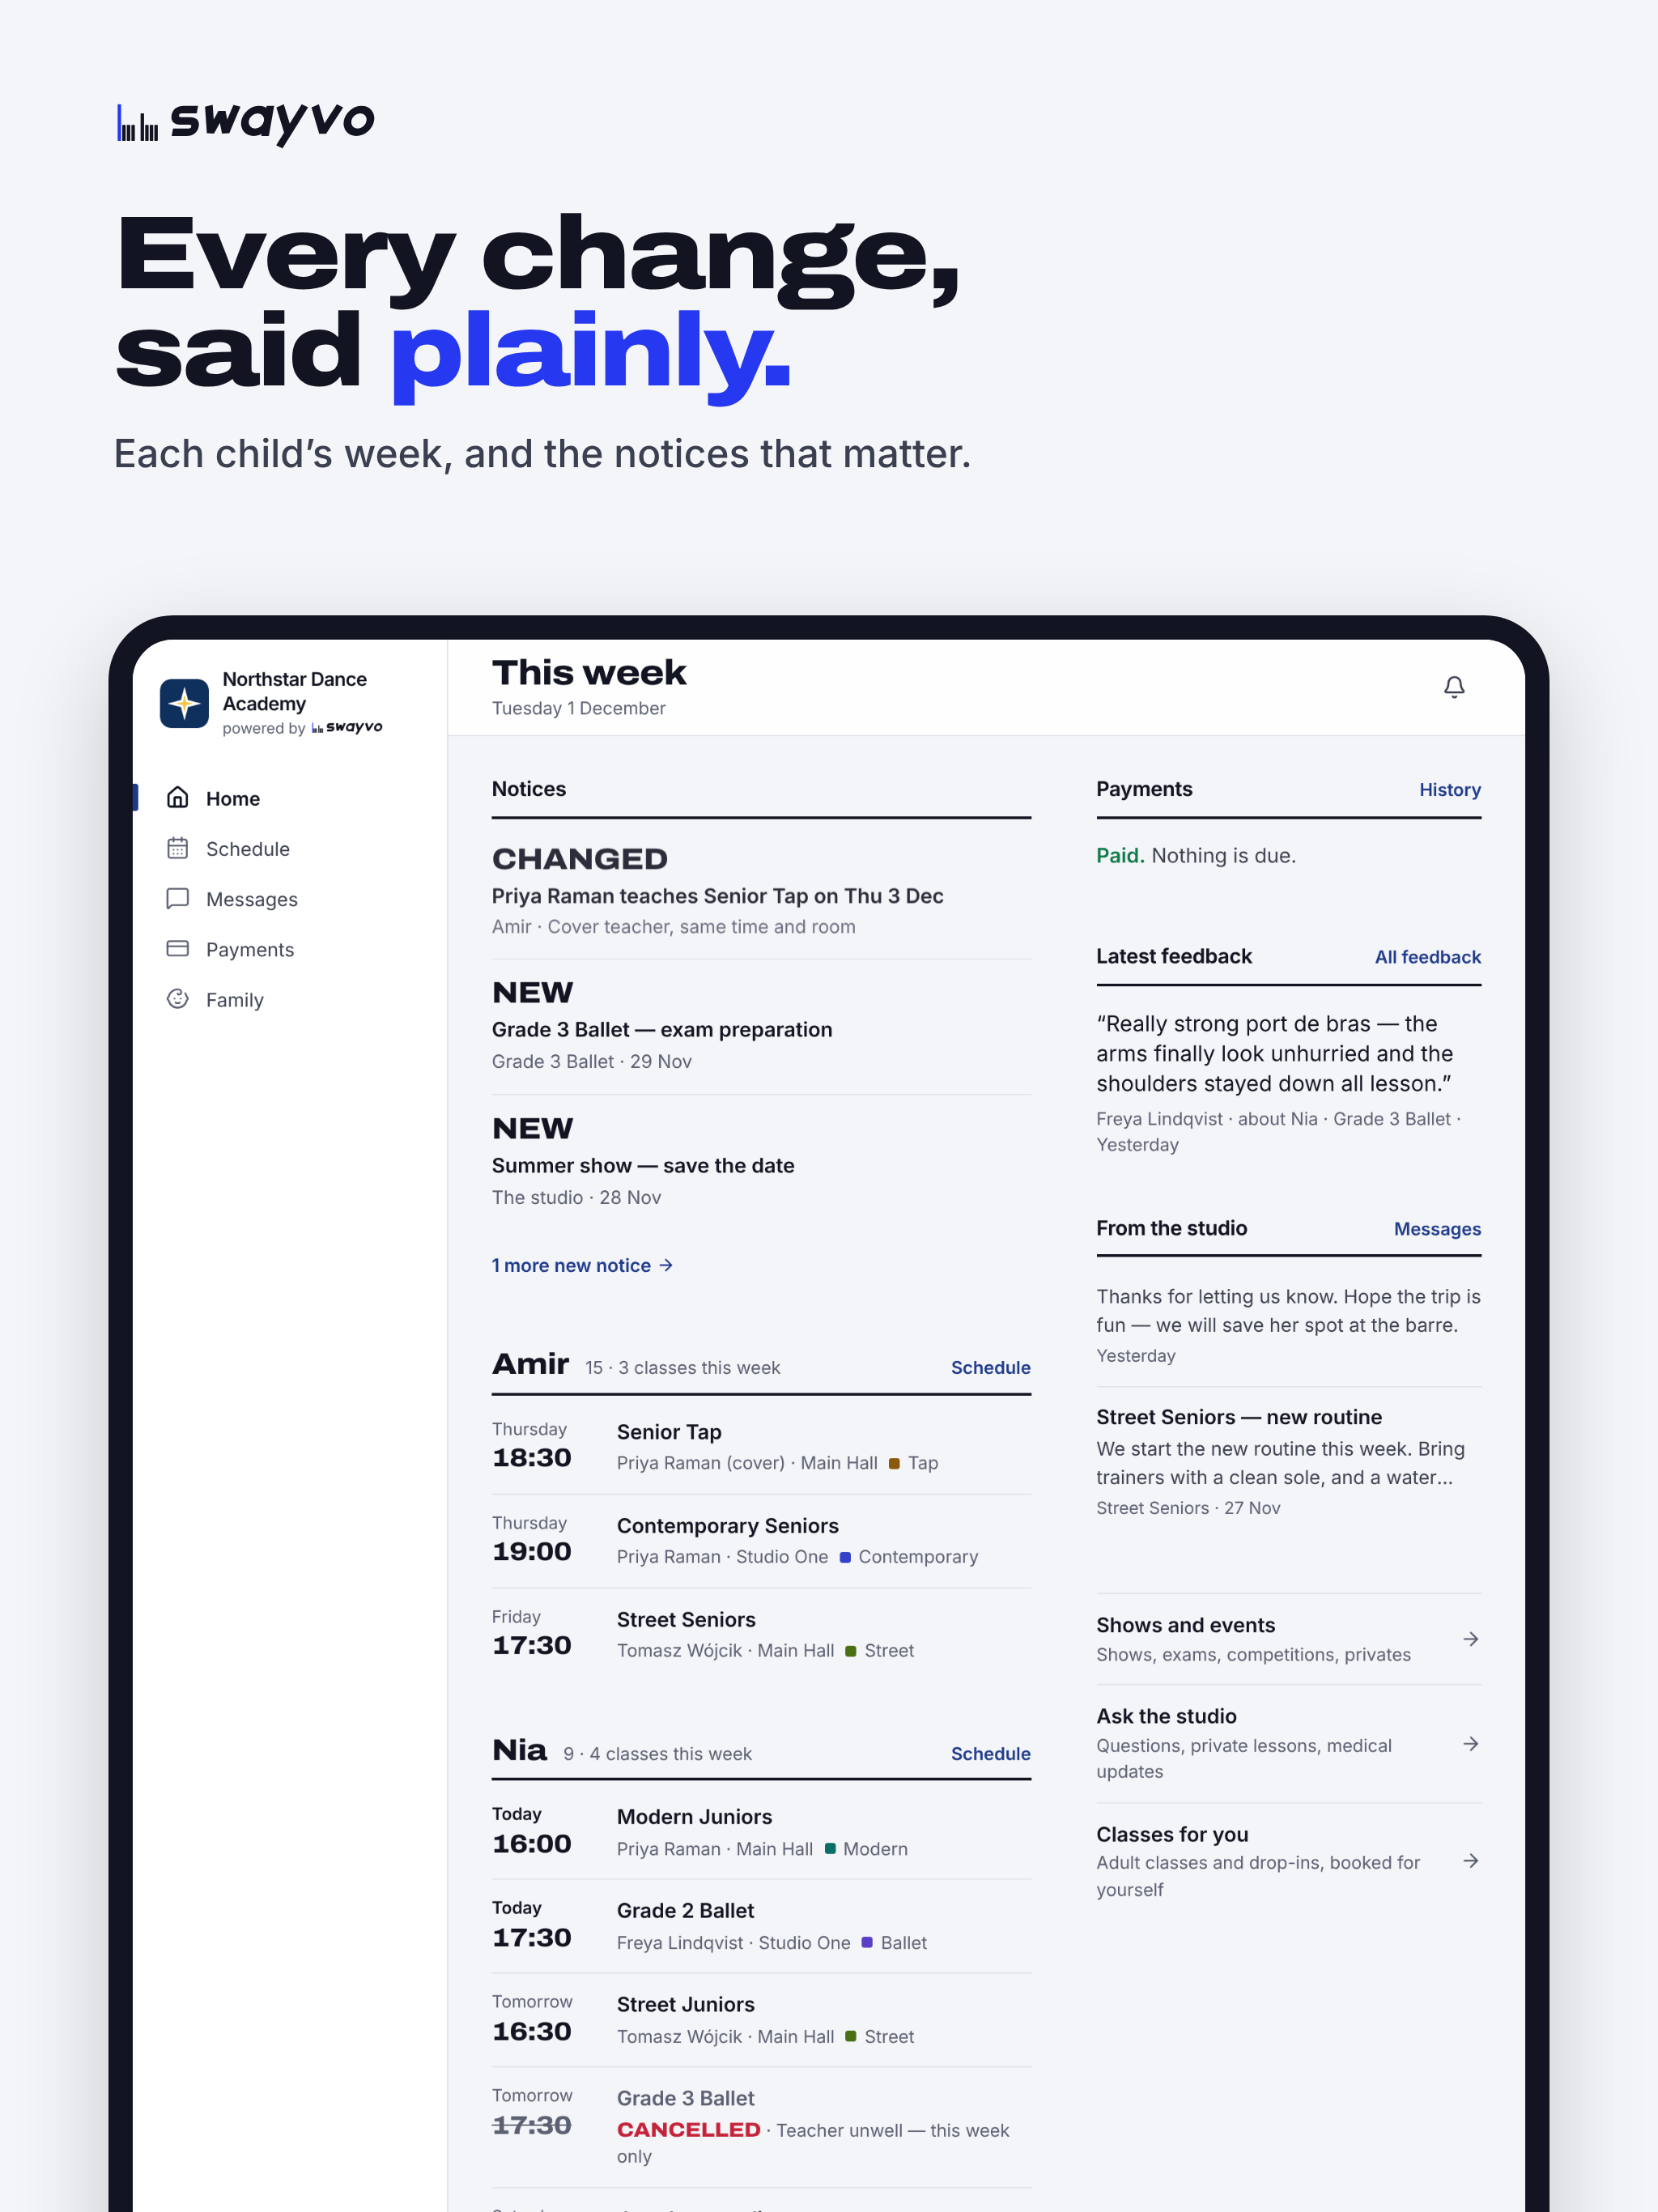 swayvo
Every change,
said plainly.
Each child’s week, and the notices that matter.
Northstar Dance
Academy
powered by swayvo
Home
Schedule
Messages
Payments
Family
This week
Tuesday 1 December
Notices
CHANGED
Priya Raman teaches Senior Tap on Thu 3 Dec
Amir · Cover teacher, same time and room
NEW
Grade 3 Ballet — exam preparation
Grade 3 Ballet · 29 Nov
NEW
Summer show — save the date
The studio · 28 Nov
1 more new notice →
Amir 15 · 3 classes this week Schedule
Thursday
18:30
Senior Tap
Priya Raman (cover) · Main Hall Tap
Thursday
19:00
Contemporary Seniors
Priya Raman · Studio One Contemporary
Friday
17:30
Street Seniors
Tomasz Wójcik · Main Hall Street
Nia 9 · 4 classes this week Schedule
Today
16:00
Modern Juniors
Priya Raman · Main Hall Modern
Today
17:30
Grade 2 Ballet
Freya Lindqvist · Studio One Ballet
Tomorrow
16:30
Street Juniors
Tomasz Wójcik · Main Hall Street
Tomorrow
17:30
Grade 3 Ballet
CANCELLED · Teacher unwell — this week
only
Payments History
Paid. Nothing is due.
Latest feedback All feedback
“Really strong port de bras — the
arms finally look unhurried and the
shoulders stayed down all lesson.”
Freya Lindqvist · about Nia · Grade 3 Ballet ·
Yesterday
From the studio Messages
Thanks for letting us know. Hope the trip is
fun — we will save her spot at the barre.
Yesterday
Street Seniors — new routine
We start the new routine this week. Bring
trainers with a clean sole, and a water…
Street Seniors · 27 Nov
Shows and events
Shows, exams, competitions, privates
Ask the studio
Questions, private lessons, medical
updates
Classes for you
Adult classes and drop-ins, booked for
yourself